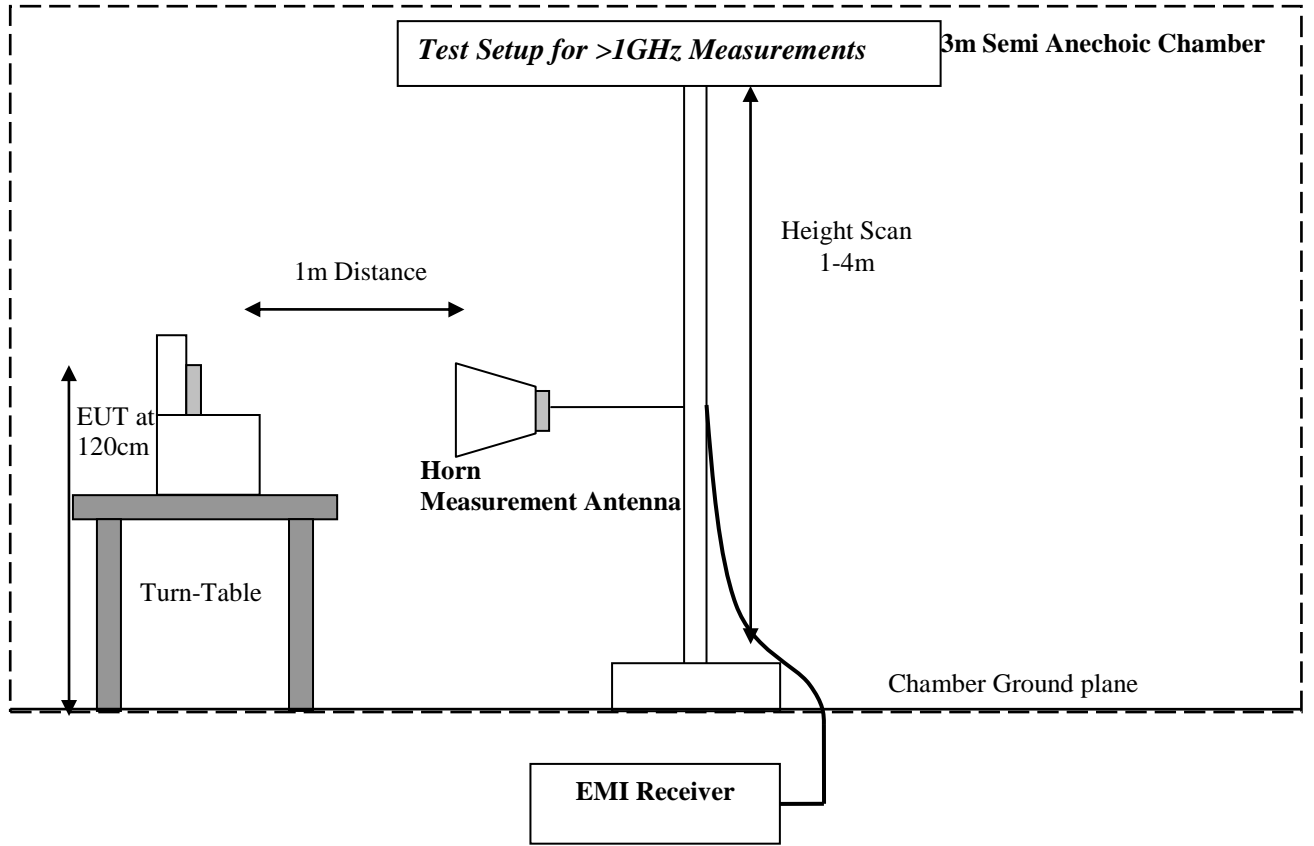 Test Setup for >1GHz Measurements
3m Semi Anechoic Chamber
Height Scan
1-4m
1m Distance
EUT at
120cm
Horn
Measurement Antenna
Turn-Table
Chamber Ground plane
EMI Receiver